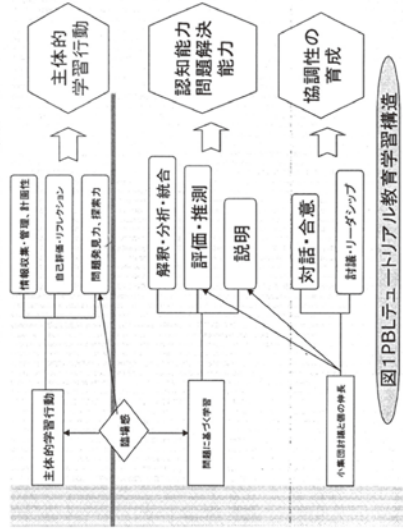 主体的
学習行動
認知能力
問題解決
能力
協調性の
育成
情報収集・管理、計画性
自己評価・リフレクション
問題発見力、探索力
解釈・分析・統合
評価・推測
説明
対話・合意
討議・リーダシップ
主体的学習行動
臨場感
問題に基づく学習
小集団討議と個の伸長
図1PBLテュートリアル教育学習構造